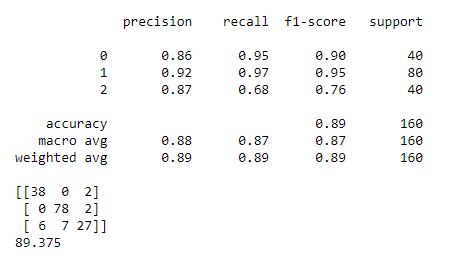 precision recall f1-score support
0 0.86 0.95 0.90 40
1 0.92 0.97 0.95 80
2 0.87 0.68 0.76 40
accuracy 0.89 160
macro avg 0.88 0.87 0.87 160
weighted avg 0.89 0.89 0.89 160
[[38 0 2]
[ 0 78 2]
[ 6 7 27]]
89.375